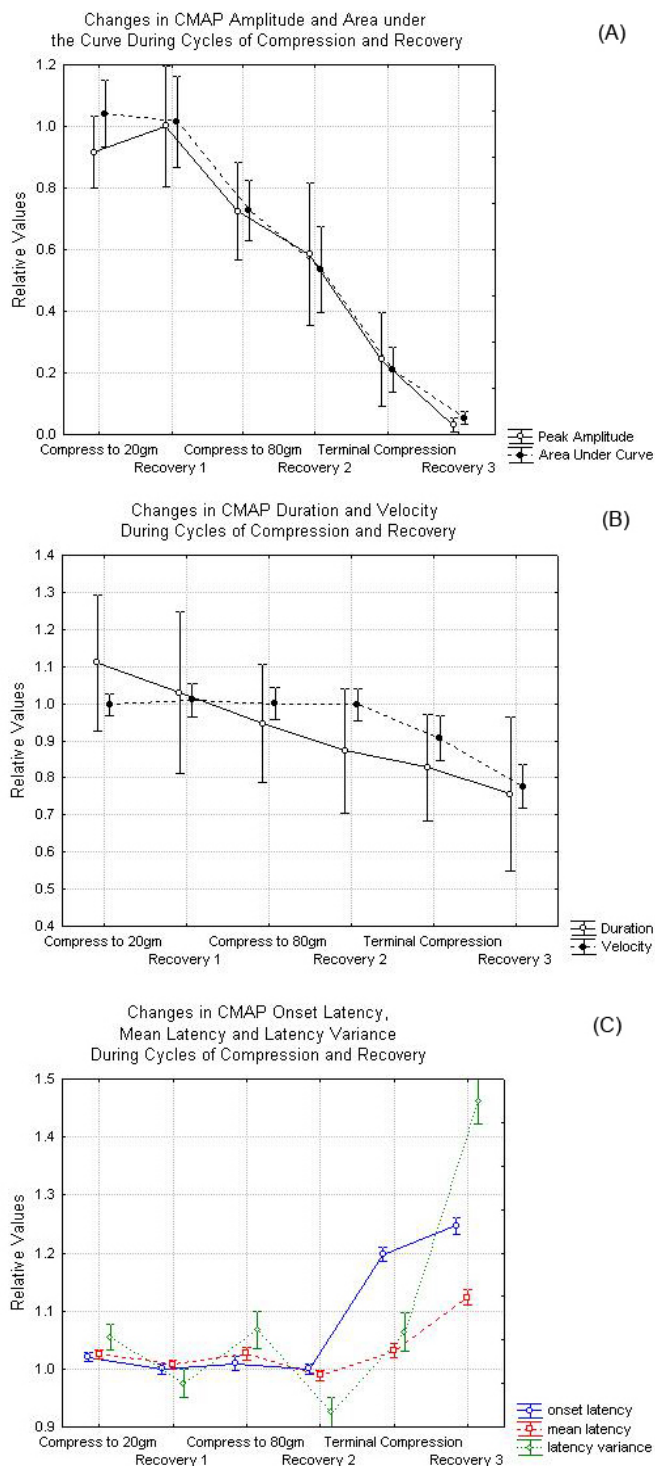 Changes in CMAP Amplitude and Area under
the Curve During Cycles of Compression and Recovery
(A)
Relative Values
1.2
1.0
0.8
0.6
0.4
0.2
0.0
Compress to 20gm
Compress to 80gm
Terminal Compression
Recovery 1
Recovery 2
Recovery 3
Peak Amplitude
Area Under Curve
Changes in CMAP Duration and Velocity
During Cycles of Compression and Recovery
(B)
Relative Values
1.4
1.3
1.2
1.1
1.0
0.9
0.8
0.7
0.6
0.5
0.4
Compress to 20gm
Compress to 80gm
Terminal Compression
Recovery 1
Recovery 2
Recovery 3
Duration
Velocity
Changes in CMAP Onset Latency,
Mean Latency and Latency Variance
During Cycles of Compression and Recovery
(C)
Relative Values
1.5
1.4
1.3
1.2
1.1
1.0
0.9
Compress to 20gm
Compress to 80gm
Terminal Compression
Recovery 1
Recovery 2
Recovery 3
onset latency
mean latency
latency variance